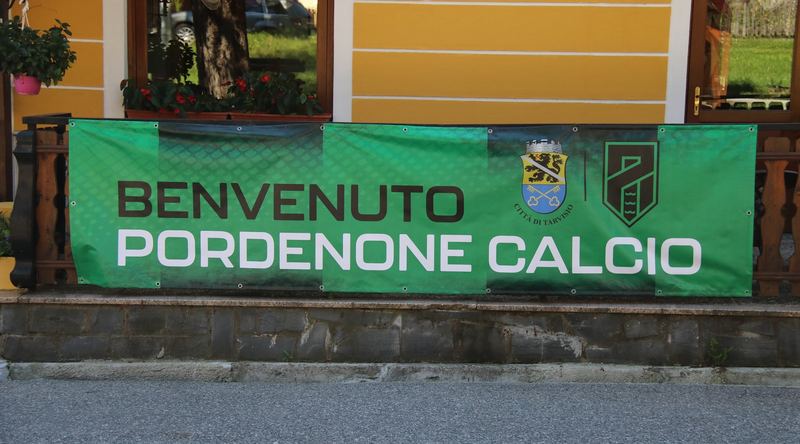 BENVENUTO
CITTÀ DI TARVISIO
PORDENONE CALCIO